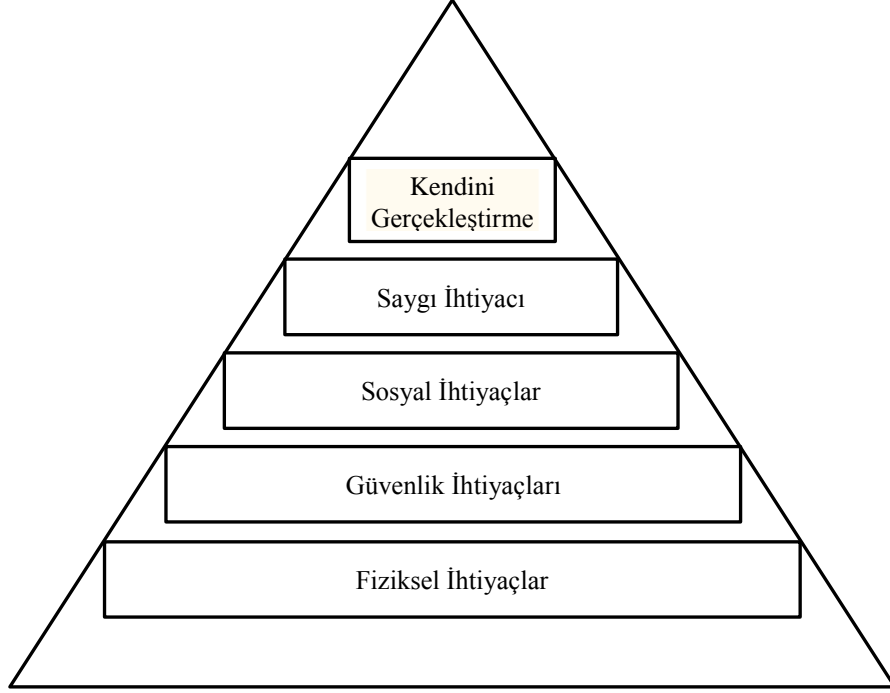 Kendini
Gerçekleştirme
Saygı İhtiyacı
Sosyal İhtiyaçlar
Güvenlik İhtiyaçları
Fiziksel İhtiyaçlar